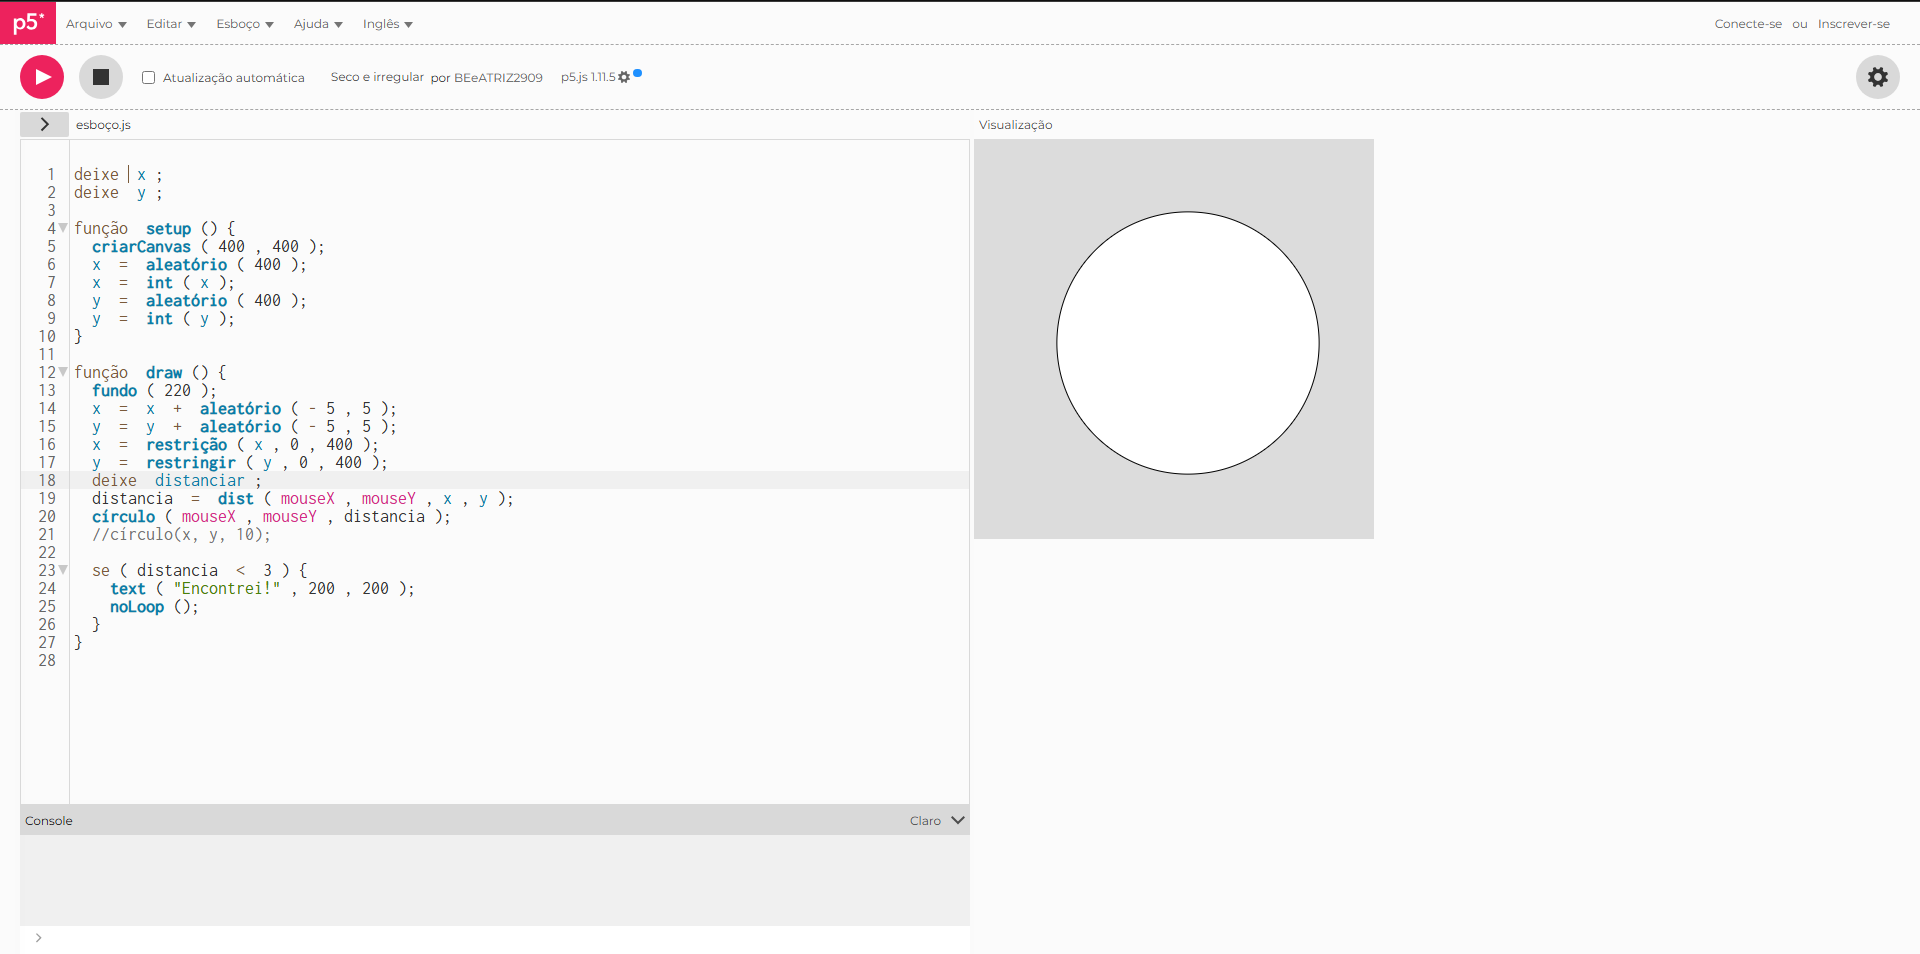 p5* Arquivo Editar Esboço Ajuda Inglês Conecte-se ou Inscrever-se
Atualização automática Seco e irregular por BEeATRIZ2909 p5.js 1.11.5
esboço.js
1 deixe x ;
2 deixe y ;
3
4 função setup () {
5 criarCanvas ( 400 , 400 );
6 x = aleatório ( 400 );
7 x = int ( x );
8 y = aleatório ( 400 );
9 y = int ( y );
10 }
11
12 função draw () {
13 fundo ( 220 );
14 x = x + aleatório ( - 5 , 5 );
15 y = y + aleatório ( - 5 , 5 );
16 x = restrição ( x , 0 , 400 );
17 y = restringir ( y , 0 , 400 );
18 deixe distanciar ;
19 distancia = dist ( mouseX , mouseY , x , y );
20 círculo ( mouseX , mouseY , distancia );
21 //círculo(x, y, 10);
22
23 se ( distancia < 3 ) {
24 text ( "Encontrei!" , 200 , 200 );
25 noLoop ();
26 }
27 }
28
Console Claro
>
Visualização